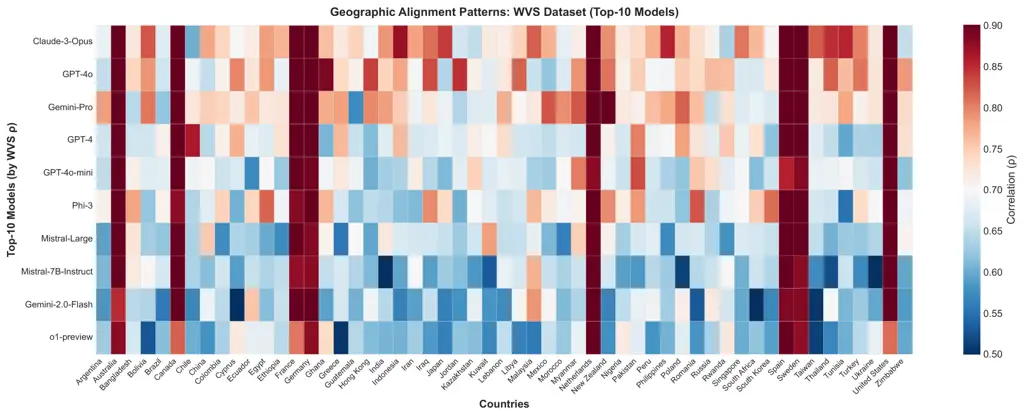 Geographic Alignment Patterns: WVS Dataset (Top-10 Models)
Top-10 Models (by WVS ρ)
Claude-3-Opus
GPT-4o
Gemini-Pro
GPT-4
GPT-4o-mini
Phi-3
Mistral-Large
Mistral-7B-Instruct
Gemini-2.0-Flash
o1-preview
Argentina
Australia
Bangladesh
Bolivia
Brazil
Canada
Chile
China
Colombia
Cyprus
Ecuador
Egypt
Ethiopia
France
Germany
Ghana
Greece
Guatemala
Hong Kong
India
Indonesia
Iran
Iraq
Japan
Jordan
Kazakhstan
Kuwait
Lebanon
Libya
Malaysia
Mexico
Morocco
Myanmar
Netherlands
New Zealand
Nigeria
Pakistan
Peru
Philippines
Poland
Romania
Russia
Rwanda
Singapore
South Africa
South Korea
Spain
Sweden
Taiwan
Thailand
Tunisia
Turkey
Ukraine
United States
Zimbabwe
Countries
0.90
0.85
0.80
0.75
0.70
0.65
0.60
0.55
0.50
Correlation (ρ)